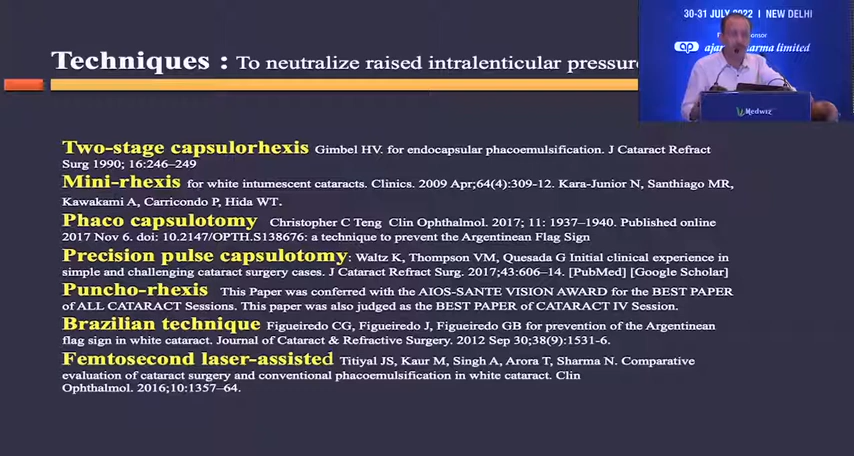 30-31 JULY 2022 | NEW DELHI
ajan
rma limited
Medwiz
Techniques : To neutralize raised intralenticular pressure
Two-stage capsulorhexis Gimbel HV. for endocapsular phacoemulsification. J Cataract Refract
Surg 1990; 16:246–249
Mini-rhexis for white intumescent cataracts. Clinics. 2009 Apr;64(4):309-12. Kara-Junior N, Santhiago MR,
Kawakami A, Carricondo P, Hida WT.
Phaco capsulotomy Christopher C Teng Clin Ophthalmol. 2017; 11: 1937–1940. Published online
2017 Nov 6. doi: 10.2147/OPTH.S138676: a technique to prevent the Argentinean Flag Sign
Precision pulse capsulotomy: Waltz K, Thompson VM, Quesada G Initial clinical experience in
simple and challenging cataract surgery cases. J Cataract Refract Surg. 2017;43:606–14. [PubMed] [Google Scholar]
Puncho-rhexis This Paper was conferred with the AIOS-SANTE VISION AWARD for the BEST PAPER
of ALL CATARACT Sessions. This paper was also judged as the BEST PAPER of CATARACT IV Session.
Brazilian technique Figueiredo CG, Figueiredo J, Figueiredo GB for prevention of the Argentinean
flag sign in white cataract. Journal of Cataract & Refractive Surgery. 2012 Sep 30;38(9):1531-6.
Femtosecond laser-assisted Titiyal JS, Kaur M, Singh A, Arora T, Sharma N. Comparative
evaluation of cataract surgery and conventional phacoemulsification in white cataract. Clin
Ophthalmol. 2016;10:1357–64.